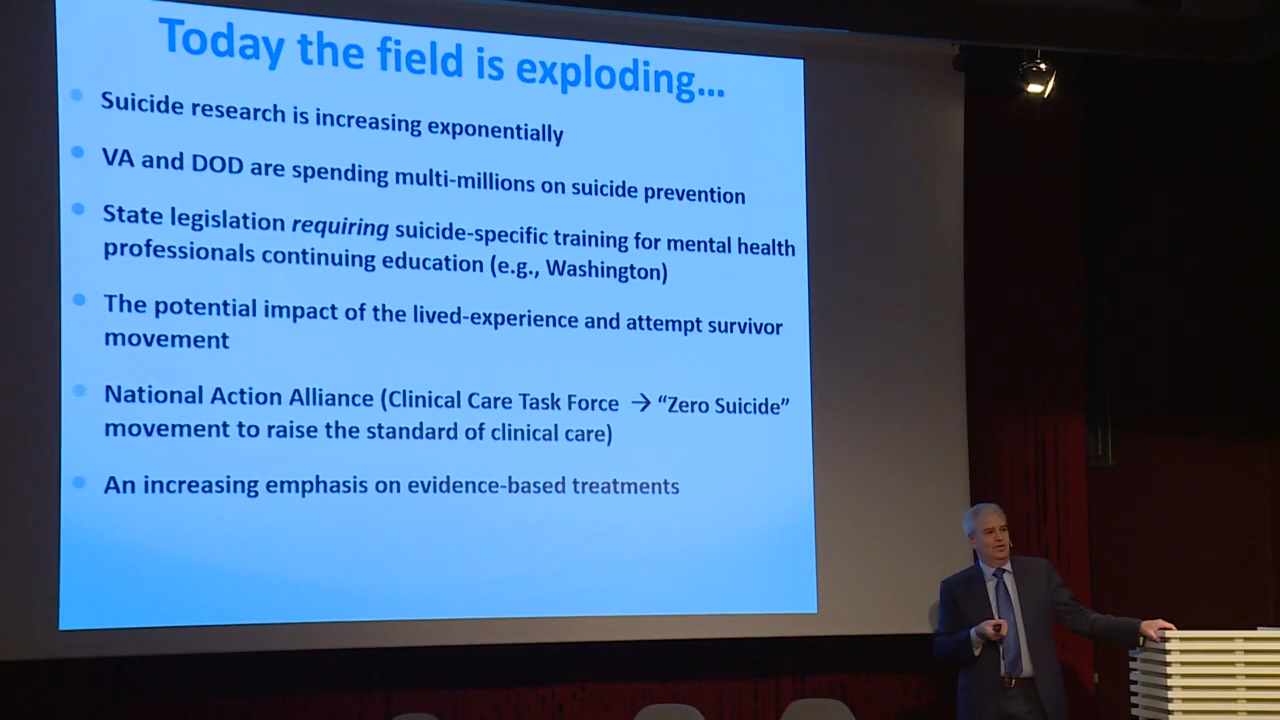 Today the field is exploding...
Suicide research is increasing exponentially
VA and DOD are spending multi-millions on suicide prevention
State legislation requiring suicide-specific training for mental health
professionals continuing education (e.g., Washington)
The potential impact of the lived-experience and attempt survivor
movement
National Action Alliance (Clinical Care Task Force → “Zero Suicide”
movement to raise the standard of clinical care)
An increasing emphasis on evidence-based treatments